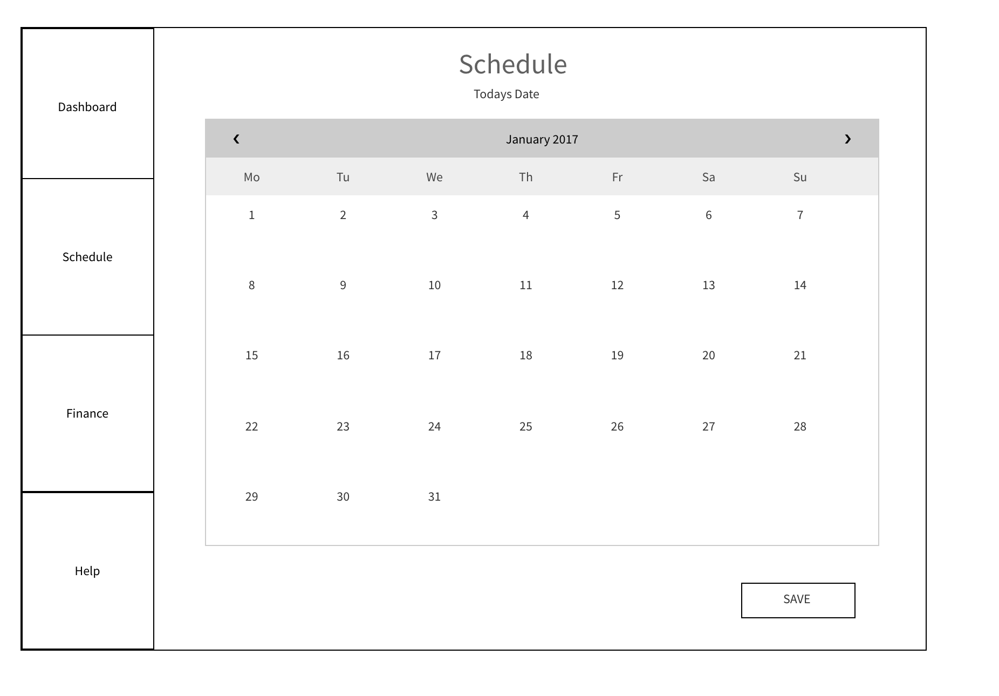 Dashboard
Schedule
Finance
Help
Schedule
Todays Date
‹ January 2017 ›
Mo Tu We Th Fr Sa Su
1 2 3 4 5 6 7
8 9 10 11 12 13 14
15 16 17 18 19 20 21
22 23 24 25 26 27 28
29 30 31
SAVE